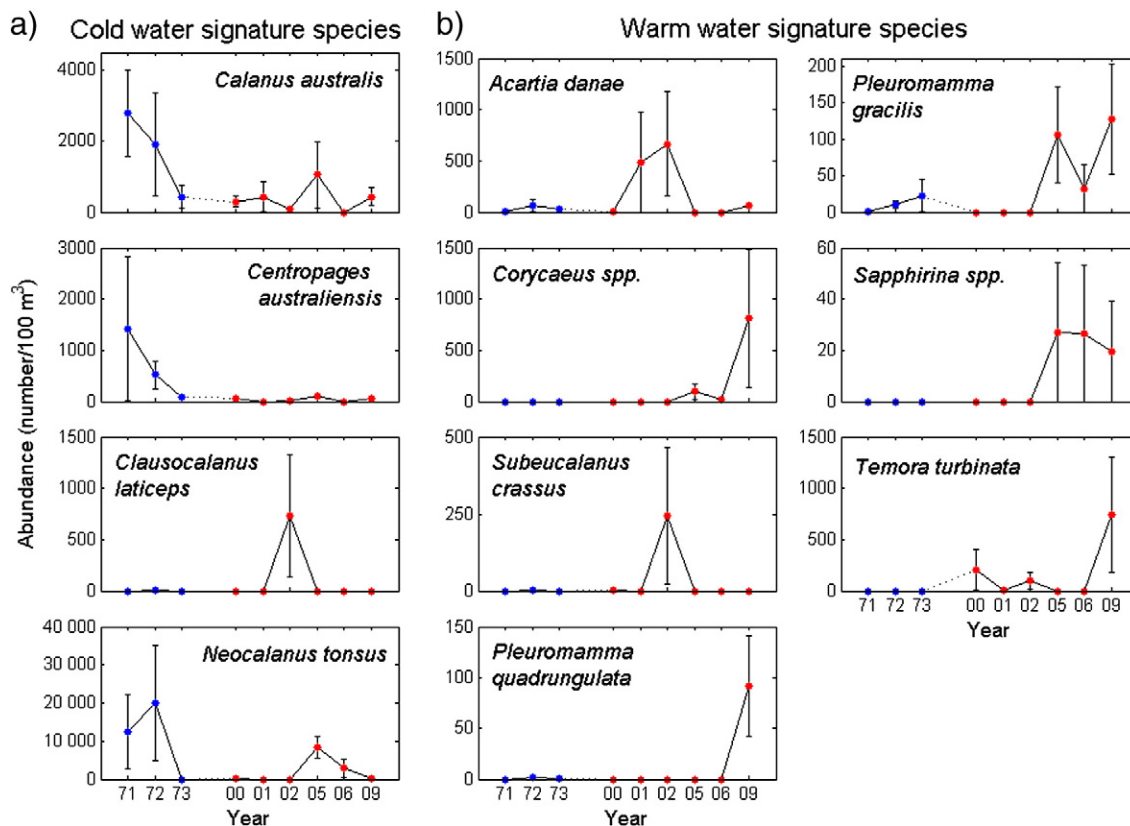 a) Cold water signature species
b) Warm water signature species
Abundance (number/100 m³)
4000
2000
0
Calanus australis
3000
2000
1000
0
Centropages
australiensis
1500
1000
500
0
Clausocalanus
laticeps
40 000
30 000
20 000
10 000
0
Neocalanus tonsus
71 72 73 00 01 02 05 06 09
Year
1500
1000
500
0
Acartia danae
1500
1000
500
0
Corycaeus spp.
500
250
0
Subeucalanus
crassus
150
100
50
0
Pleuromamma
quadrungulata
71 72 73 00 01 02 05 06 09
Year
200
150
100
50
0
Pleuromamma
gracilis
60
40
20
0
Sapphirina spp.
1500
1000
500
0
Temora turbinata
71 72 73 00 01 02 05 06 09
Year